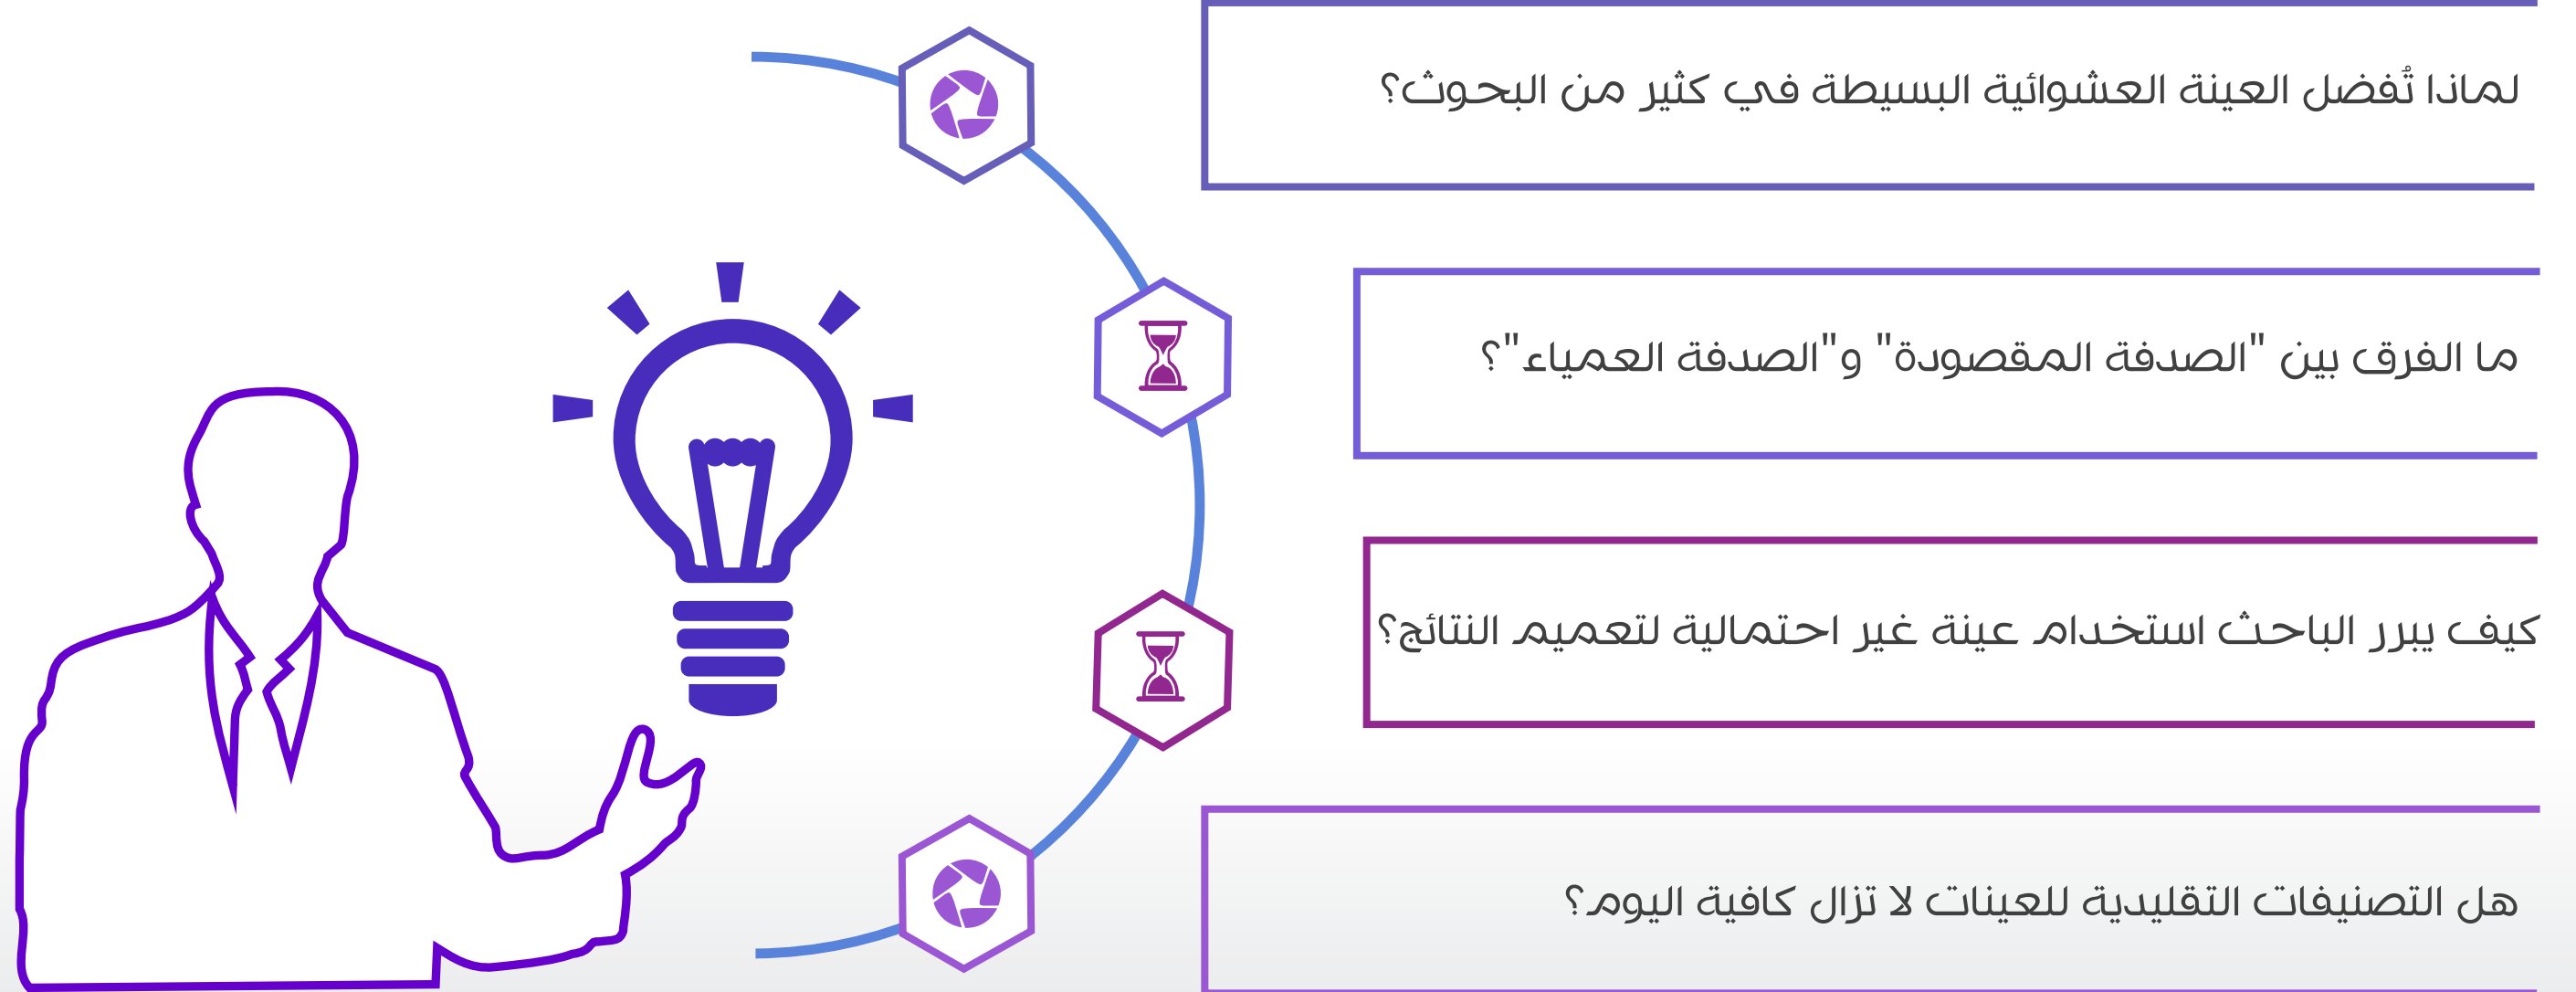 لماذا تُفضل العينة العشوائية البسيطة في كثير من البحوث؟
ما الفرق بين "الصدفة المقصودة" و"الصدفة العمياء"؟
كيف يبرر الباحث استخدام عينة غير احتمالية لتعميم النتائج؟
هل التصنيفات التقليدية للعينات لا تزال كافية اليوم؟